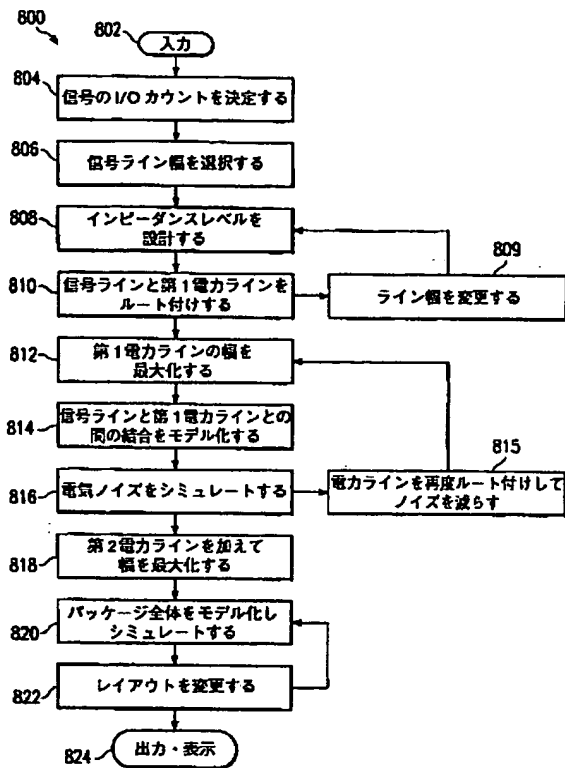 800
802
入力
804
信号のI/Oカウントを決定する
806
信号ライン幅を選択する
808
インピーダンスレベルを
設計する
809
ライン幅を変更する
810
信号ラインと第1電力ラインを
ルート付けする
812
第1電力ラインの幅を
最大化する
814
信号ラインと第1電力ラインとの
間の結合をモデル化する
815
電力ラインを再度ルート付けして
ノイズを減らす
816
電気ノイズをシミュレートする
818
第2電力ラインを加えて
幅を最大化する
820
パッケージ全体をモデル化し
シミュレートする
822
レイアウトを変更する
824
出力・表示